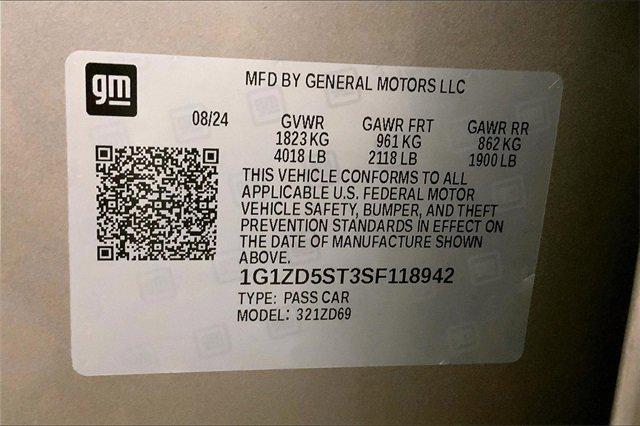 gm
MFD BY GENERAL MOTORS LLC
08/24 GVWR GAWR FRT GAWR RR
1823 KG 961 KG 862 KG
4018 LB 2118 LB 1900 LB
THIS VEHICLE CONFORMS TO ALL
APPLICABLE U.S. FEDERAL MOTOR
VEHICLE SAFETY, BUMPER, AND THEFT
PREVENTION STANDARDS IN EFFECT ON
THE DATE OF MANUFACTURE SHOWN
ABOVE.
1G1ZD5ST3SF118942
TYPE: PASS CAR
MODEL: 321ZD69